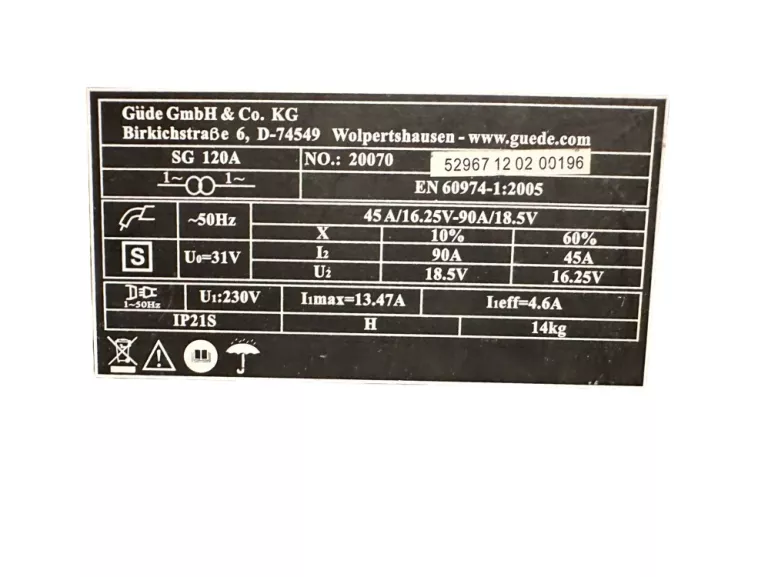 Güde GmbH & Co. KG
Birkichstraße 6, D-74549 Wolpertshausen - www.guede.com
SG 120A NO.: 20070 52967 12 02 00196
1~ 1~ EN 60974-1:2005
~50Hz 45A/16.25V-90A/18.5V
X 10% 60%
S U0=31V I2 90A 45A
U2 18.5V 16.25V
1~50Hz U1:230V I1max=13.47A I1eff=4.6A
IP21S H 14kg